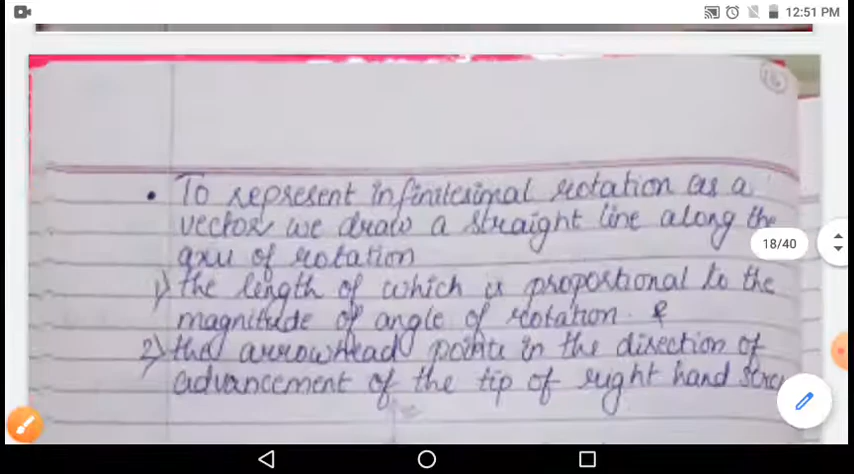 12:51 PM
• To represent infinitesimal rotation as a
vector we draw a straight line along the
axis of rotation
18/40
1) the length of which is proportional to the
magnitude of angle of rotation. &
2) the arrowhead points in the direction of
advancement of the tip of right hand